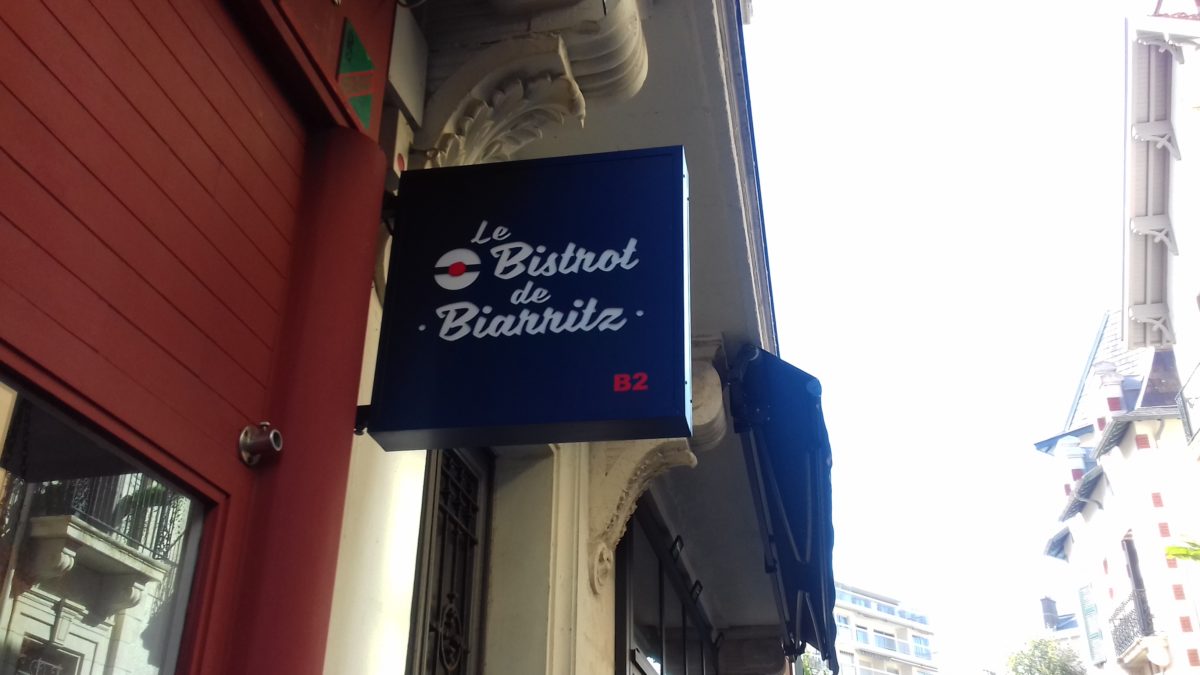 Le
Bistrot
de
· Biarritz ·
B2